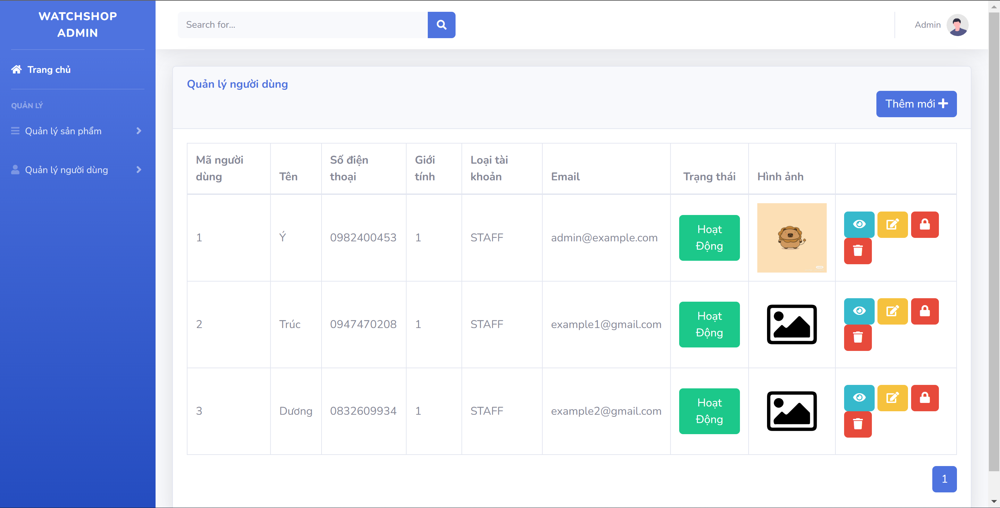 WATCHSHOP
ADMIN
Trang chủ
QUẢN LÝ
Quản lý sản phẩm
Quản lý người dùng
Search for...
Admin
Quản lý người dùng
Thêm mới
Mã người dùng Tên Số điện thoại Giới tính Loại tài khoản Email Trạng thái Hình ảnh
1 Ý 0982400453 1 STAFF admin@example.com Hoạt Động
2 Trúc 0947470208 1 STAFF example1@gmail.com Hoạt Động
3 Dương 0832609934 1 STAFF example2@gmail.com Hoạt Động
1